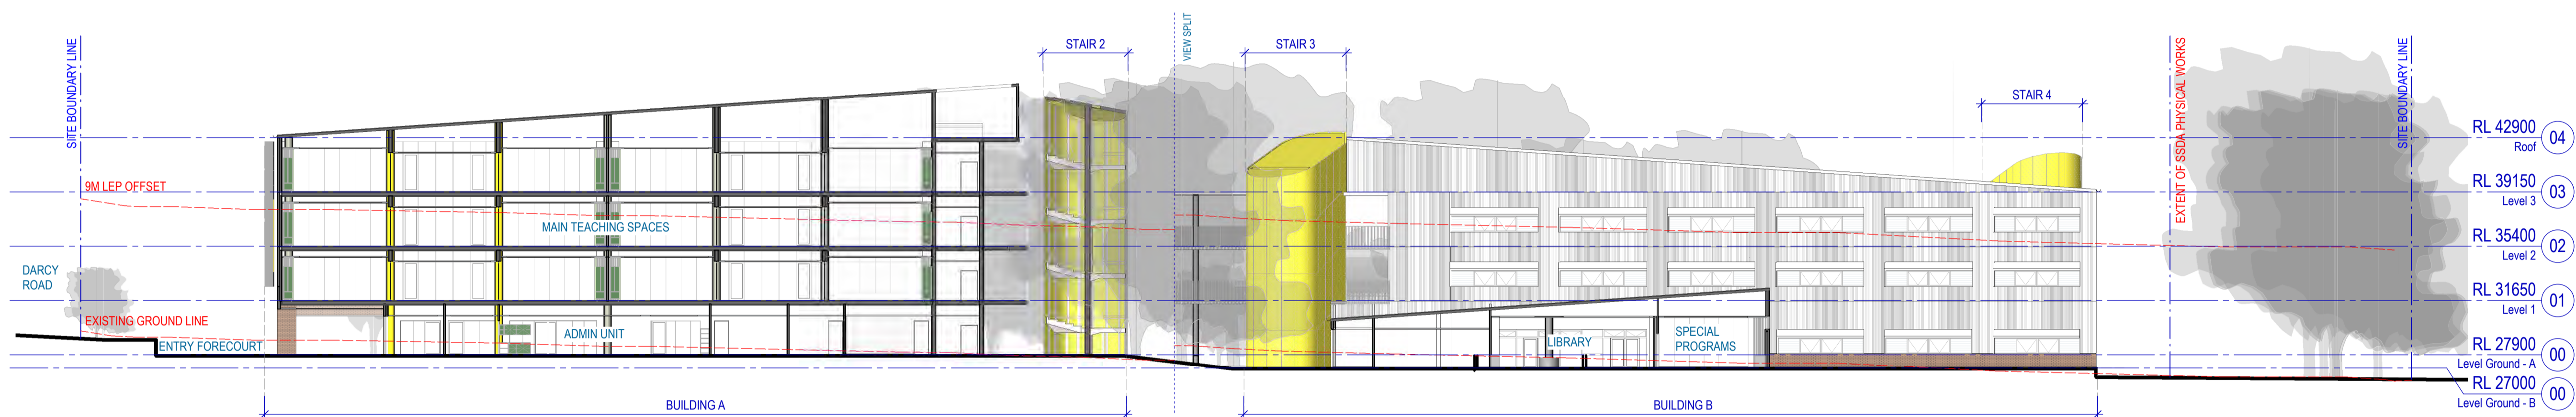 SITE BOUNDARY LINE
STAIR 2
VIEW SPLIT
STAIR 3
STAIR 4
EXTENT OF SSDA PHYSICAL WORKS
SITE BOUNDARY LINE
RL 42900
04
Roof
9M LEP OFFSET
RL 39150
03
Level 3
MAIN TEACHING SPACES
RL 35400
02
Level 2
DARCY
ROAD
RL 31650
01
Level 1
EXISTING GROUND LINE
ENTRY FORECOURT
ADMIN UNIT
LIBRARY
SPECIAL
PROGRAMS
RL 27900
00
Level Ground - A
RL 27000
00
Level Ground - B
BUILDING A
BUILDING B